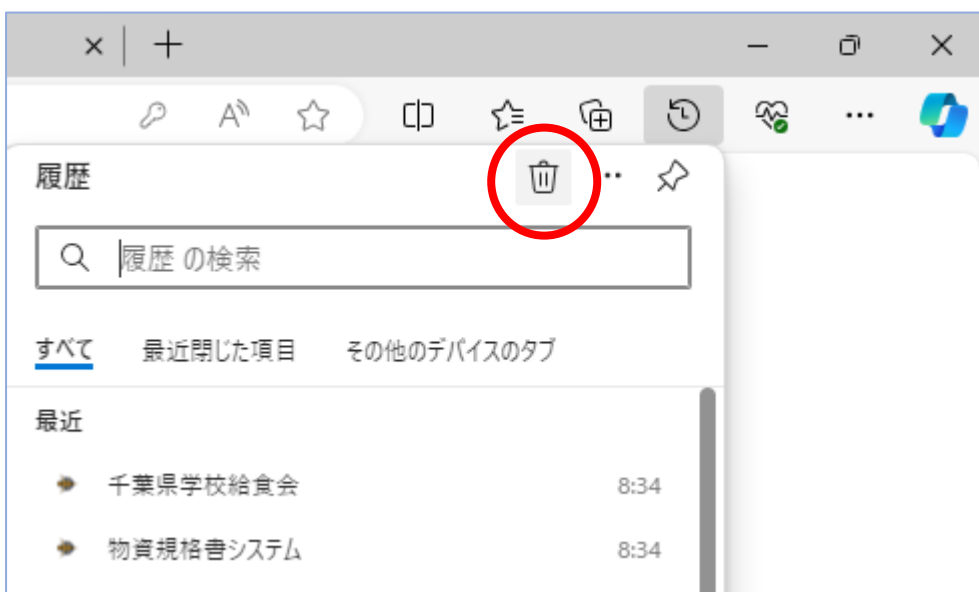 履歴
履歴 の検索
すべて 最近閉じた項目 その他のデバイスのタブ
最近
千葉県学校給食会 8:34
物資規格書システム 8:34